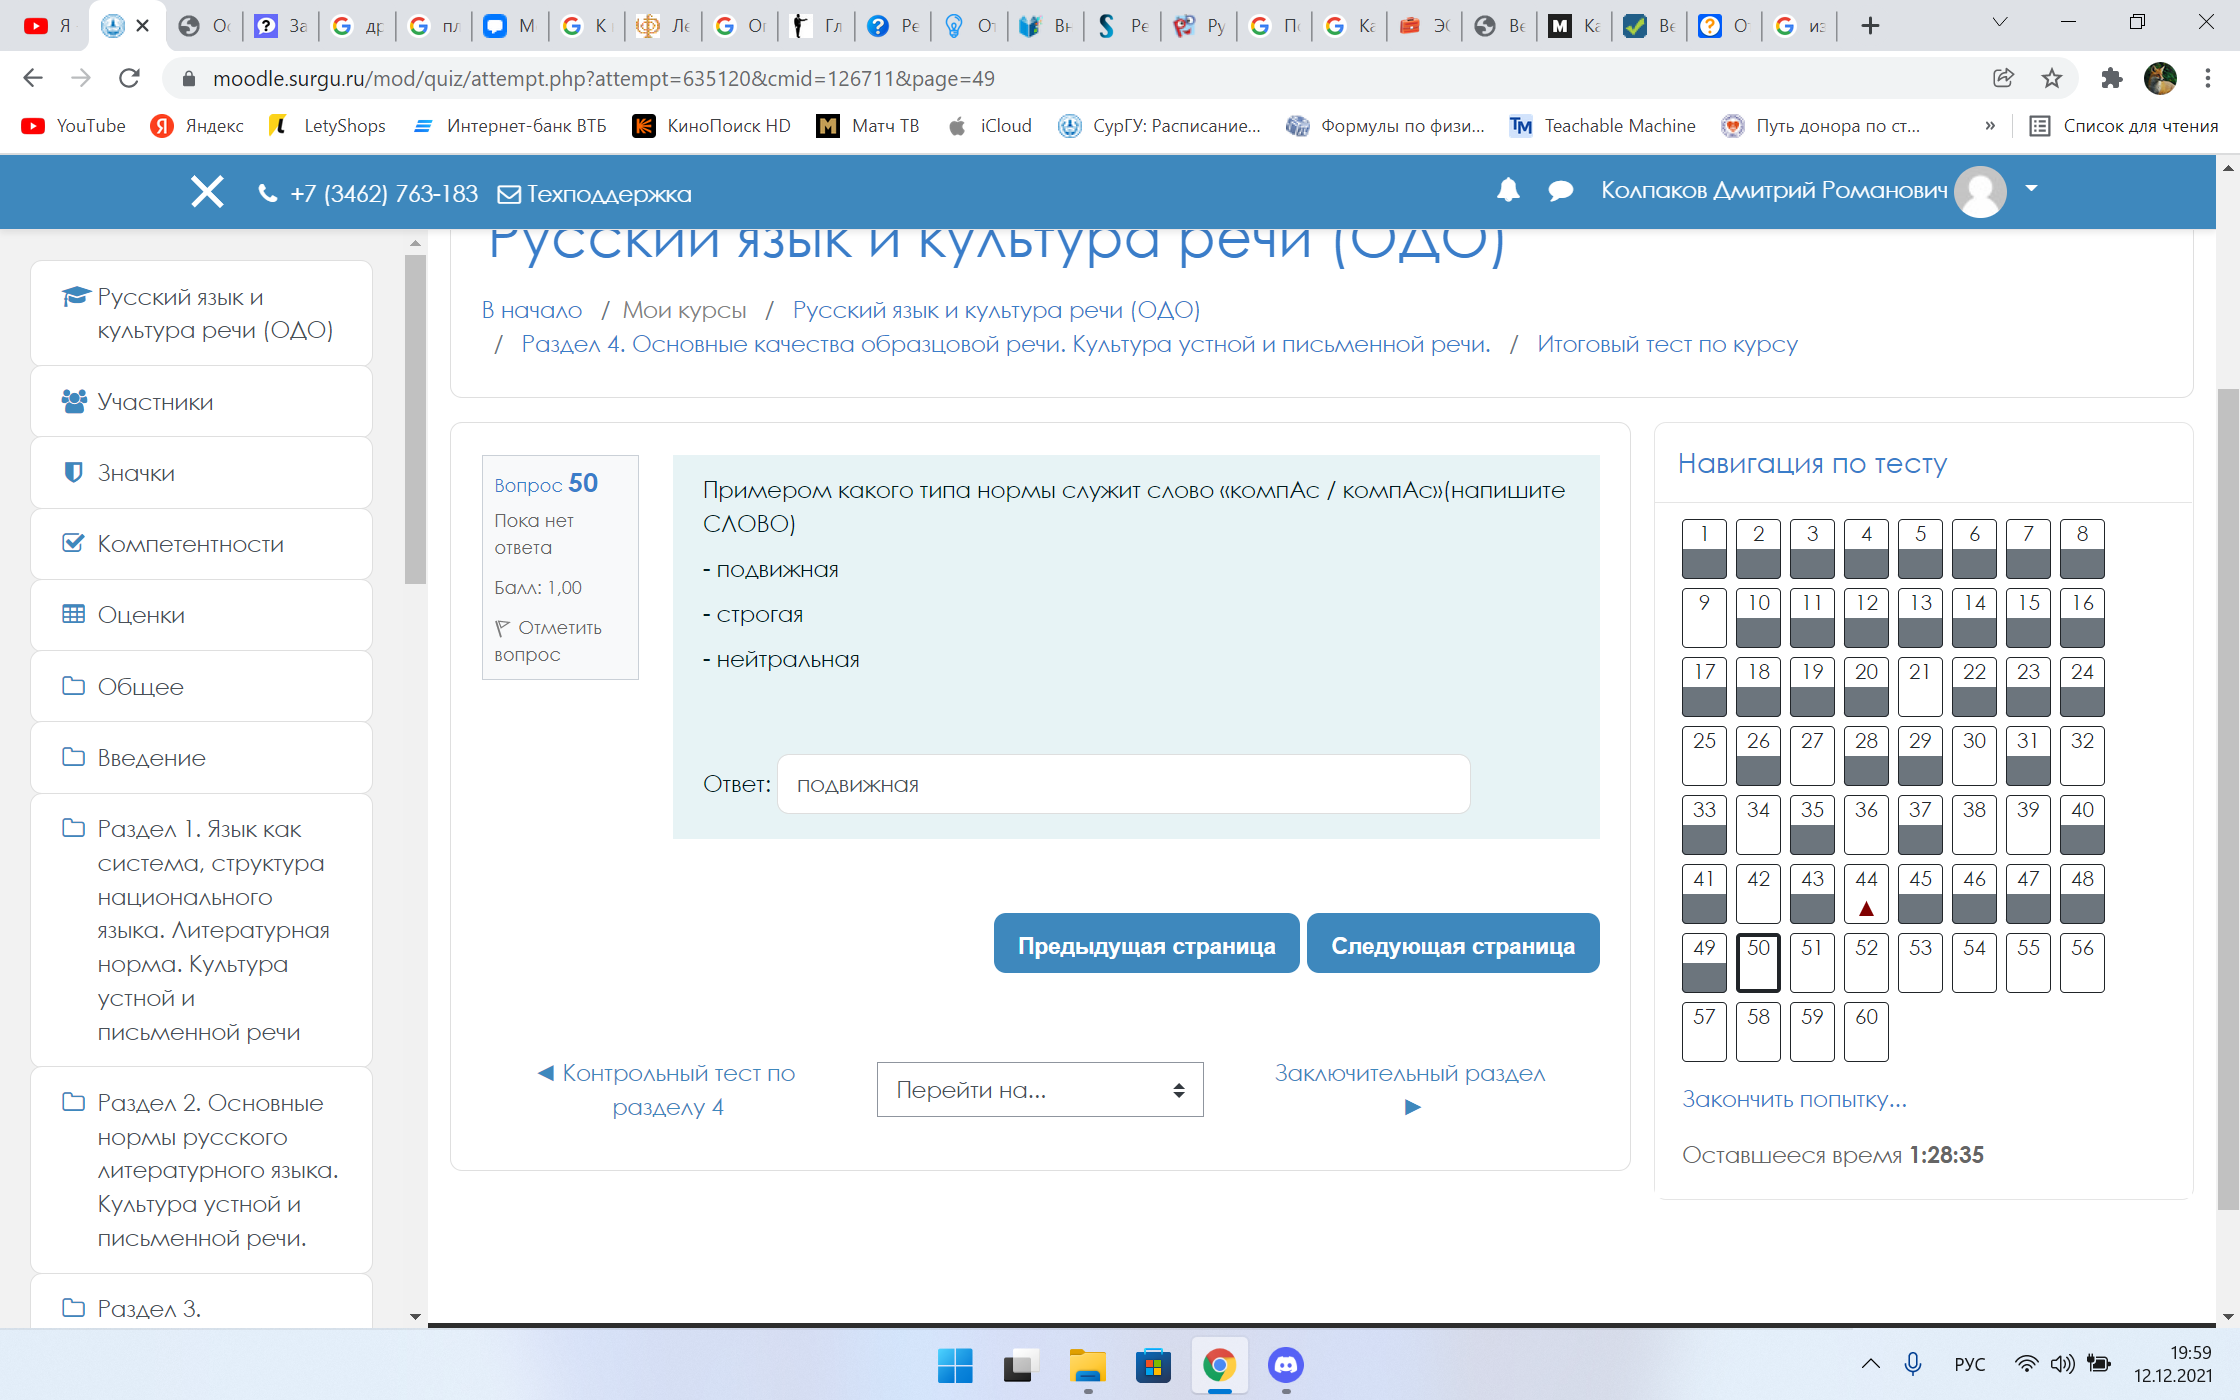 Я
Ос
За
др
пл
М
К
Ле
Ог
Гл
Ре
От
Вн
Ре
Ру
По
Ка
ЭС
Ве
Ка
Ве
О
из
moodle.surgu.ru/mod/quiz/attempt.php?attempt=635120&cmid=126711&page=49
YouTube
Яндекс
LetyShops
Интернет-банк ВТБ
КиноПоиск HD
Матч ТВ
iCloud
СурГУ: Расписание...
Формулы по физи...
Teachable Machine
Путь донора по ст...
»
Список для чтения
+7 (3462) 763-183
Техподдержка
Колпаков Дмитрий Романович
Русский язык и культура речи (ОДО)
В начало / Мои курсы / Русский язык и культура речи (ОДО)
/ Раздел 4. Основные качества образцовой речи. Культура устной и письменной речи. / Итоговый тест по курсу
Русский язык и
культура речи (ОДО)
Участники
Значки
Компетентности
Оценки
Общее
Введение
Раздел 1. Язык как
система, структура
национального
языка. Литературная
норма. Культура
устной и
письменной речи
Раздел 2. Основные
нормы русского
литературного языка.
Культура устной и
письменной речи.
Раздел 3.
Вопрос 50
Пока нет
ответа
Балл: 1,00
Отметить
вопрос
Примером какого типа нормы служит слово «компАс / компАс»(напишите
СЛОВО)
- подвижная
- строгая
- нейтральная
Ответ: подвижная
Предыдущая страница
Следующая страница
◄ Контрольный тест по
разделу 4
Перейти на...
Заключительный раздел
►
Навигация по тесту
1 2 3 4 5 6 7 8
9 10 11 12 13 14 15 16
17 18 19 20 21 22 23 24
25 26 27 28 29 30 31 32
33 34 35 36 37 38 39 40
41 42 43 44 45 46 47 48
49 50 51 52 53 54 55 56
57 58 59 60
Закончить попытку...
Оставшееся время 1:28:35
РУС
19:59
12.12.2021